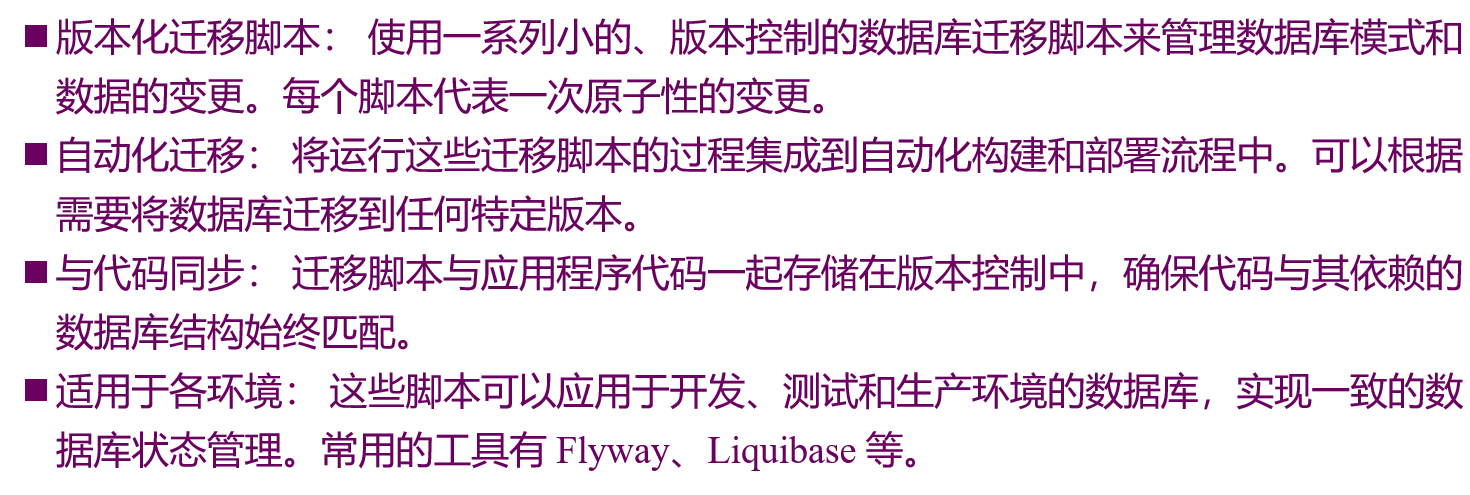 ■ 版本化迁移脚本： 使用一系列小的、版本控制的数据库迁移脚本来管理数据库模式和
数据的变更。每个脚本代表一次原子性的变更。
■ 自动化迁移： 将运行这些迁移脚本的过程集成到自动化构建和部署流程中。可以根据
需要将数据库迁移到任何特定版本。
■ 与代码同步： 迁移脚本与应用程序代码一起存储在版本控制中，确保代码与其依赖的
数据库结构始终匹配。
■ 适用于各环境： 这些脚本可以应用于开发、测试和生产环境的数据库，实现一致的数
据库状态管理。常用的工具有 Flyway、Liquibase 等。